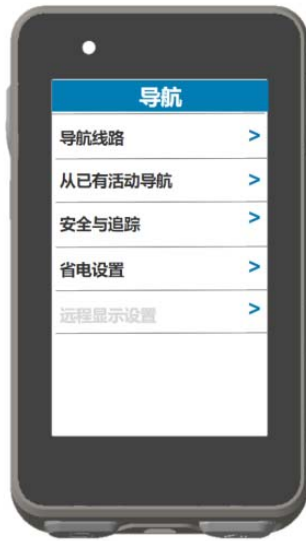 导航
导航线路 >
从已有活动导航 >
安全与追踪 >
省电设置 >
远程显示设置 >